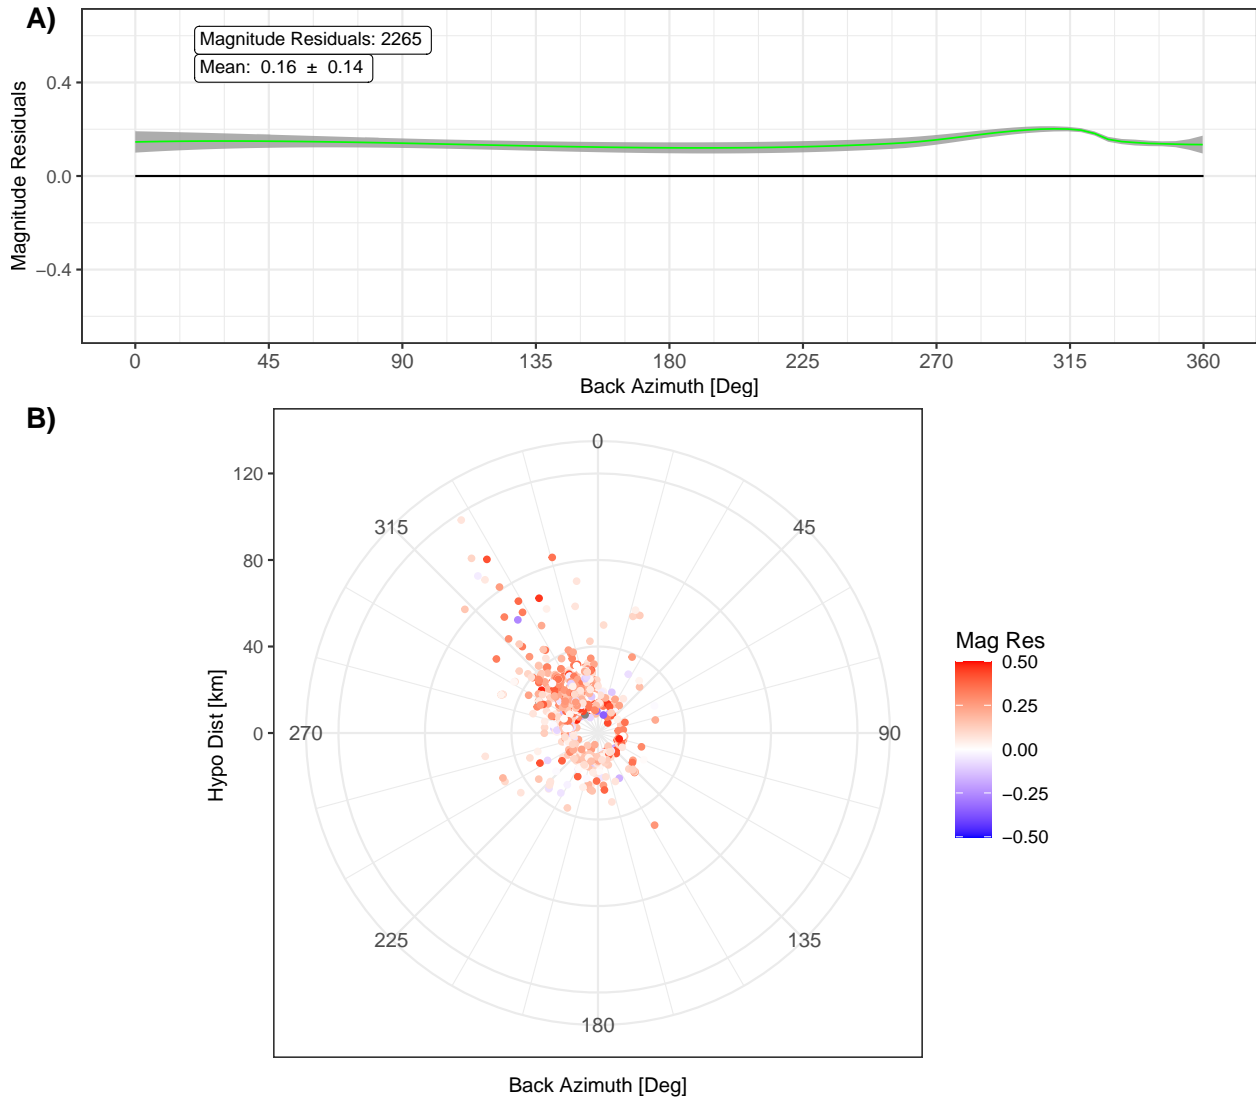 A)
Magnitude Residuals: 2265
Mean:  0.16  ±  0.14
Magnitude Residuals
0.4
0.0
−0.4
0 45 90 135 180 225 270 315 360
Back Azimuth [Deg]
B)
Hypo Dist [km]
120
80
40
0
0
45
90
135
180
225
270
315
Back Azimuth [Deg]
Mag Res
0.50
0.25
0.00
−0.25
−0.50